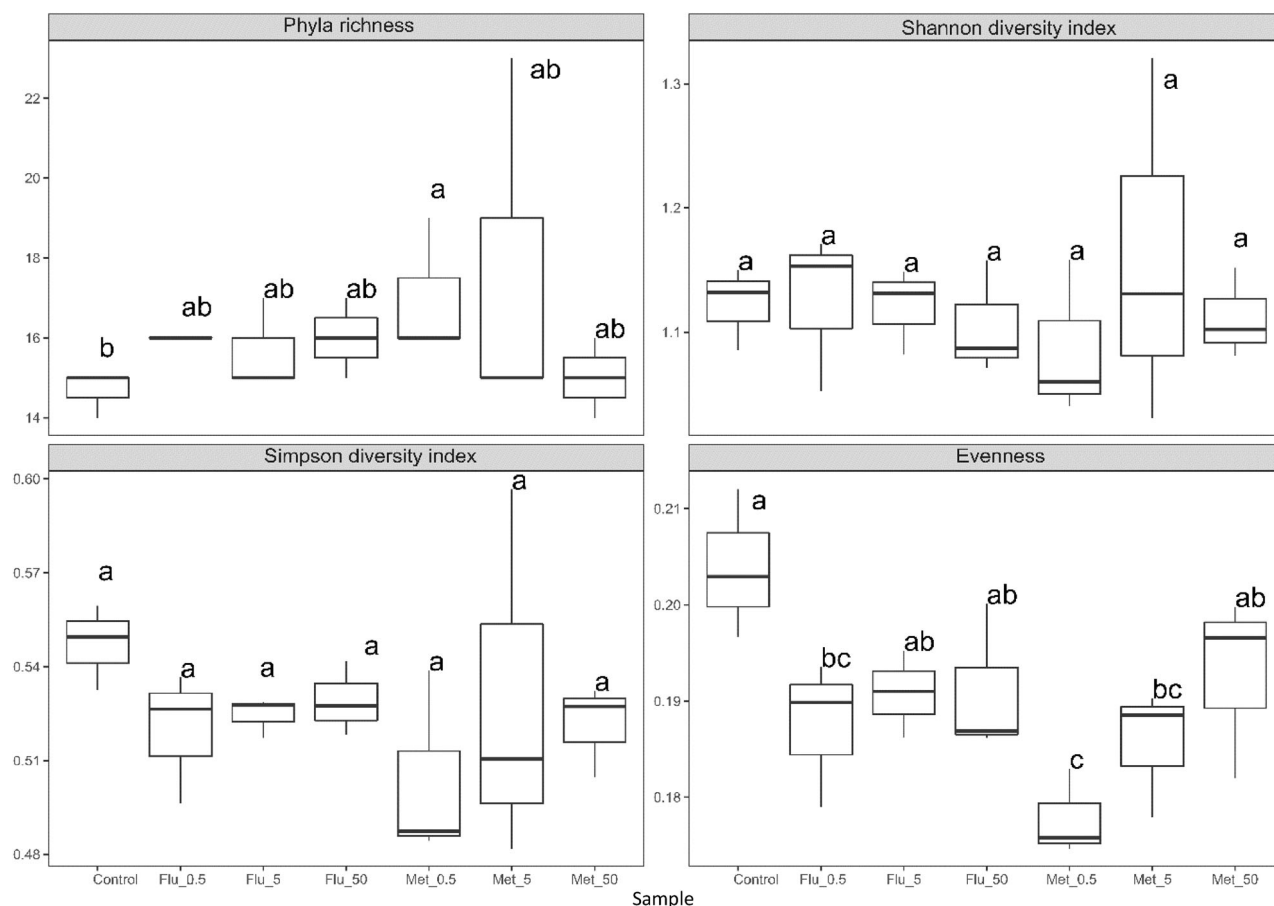 Phyla richness
Shannon diversity index
22
20
18
16
14
b
ab
ab
ab
a
ab
ab
1.3
1.2
1.1
a
a
a
a
a
a
a
Simpson diversity index
Evenness
0.60
0.57
0.54
0.51
0.48
a
a
a
a
a
a
a
0.21
0.20
0.19
0.18
a
bc
ab
ab
c
bc
ab
Control Flu_0.5 Flu_5 Flu_50 Met_0.5 Met_5 Met_50
Control Flu_0.5 Flu_5 Flu_50 Met_0.5 Met_5 Met_50
Sample